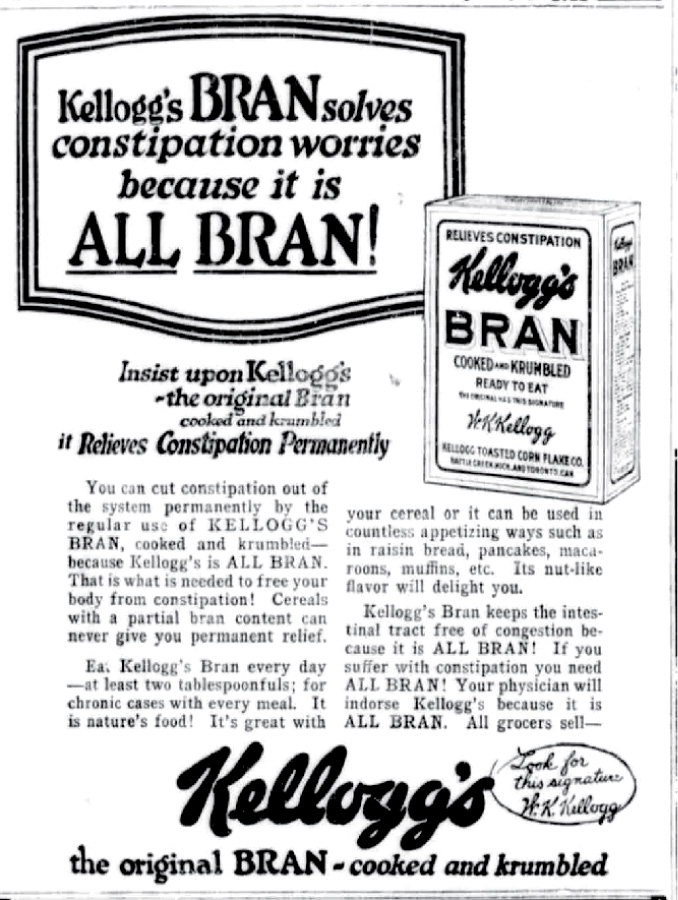 Kellogg's BRAN solves
constipation worries
because it is
ALL BRAN!
RELIEVES CONSTIPATION
Kellogg's
BRAN
COOKED AND KRUMBLED
READY TO EAT
THE ORIGINAL HAS THIS SIGNATURE
W.K.Kellogg
KELLOGG TOASTED CORN FLAKE CO.
BATTLE CREEK, MICH. AND TORONTO, CAN.
Kellogg's
BRAN
Insist upon Kellogg's
-the original Bran
cooked and krumbled
it Relieves Constipation Permanently
You can cut constipation out of
the system permanently by the
regular use of KELLOGG'S
BRAN, cooked and krumbled—
because Kellogg's is ALL BRAN.
That is what is needed to free your
body from constipation! Cereals
with a partial bran content can
never give you permanent relief.
Ea. Kellogg's Bran every day
—at least two tablespoonfuls; for
chronic cases with every meal. It
is nature's food! It's great with
your cereal or it can be used in
countless appetizing ways such as
in raisin bread, pancakes, maca-
roons, muffins, etc. Its nut-like
flavor will delight you.
Kellogg's Bran keeps the intes-
tinal tract free of congestion be-
cause it is ALL BRAN! If you
suffer with constipation you need
ALL BRAN! Your physician will
indorse Kellogg's because it is
ALL BRAN. All grocers sell—
Kellogg's
Look for
this signature
W.K.Kellogg
the original BRAN - cooked and krumbled